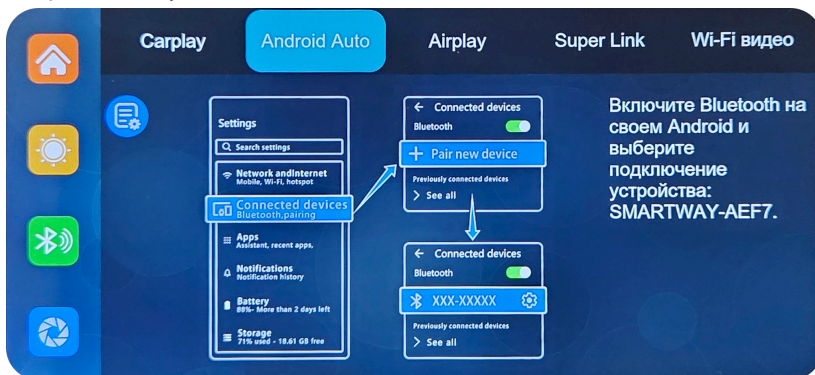 Carplay
Android Auto
Airplay
Super Link
Wi-Fi видео
Settings
Search settings
Network andInternet
Mobile, Wi-Fi, hotspot
Connected devices
Bluetooth,pairing
Apps
Assistant, recent apps,
Notifications
Notification history
Battery
88%- More than 2 days left
Storage
71% used - 18.61 GB free
← Connected devices
Bluetooth
+ Pair new device
Previously connected devices
> See all
← Connected devices
Bluetooth
XXX-XXXXX
Previously connected devices
> See all
Включите Bluetooth на
своем Android и
выберите
подключение
устройства:
SMARTWAY-AEF7.